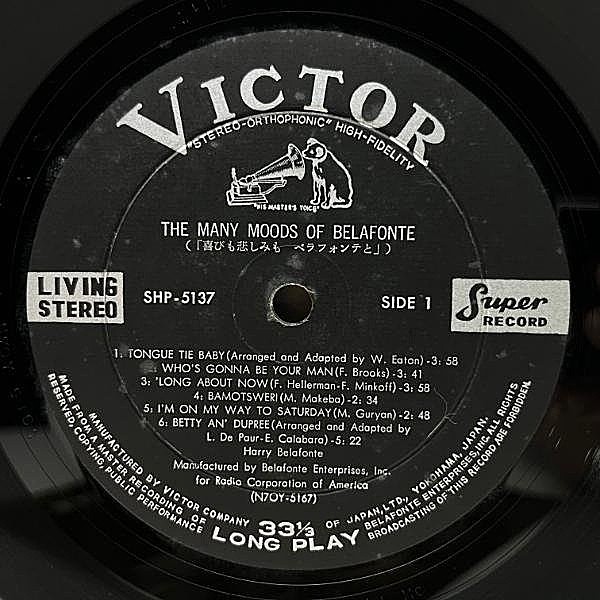 VICTOR
"STEREO-ORTHOPHONIC" HIGH-FIDELITY
"HIS MASTER'S VOICE"
THE MANY MOODS OF BELAFONTE
(「喜びも悲しみも ベラフォンテと」)
LIVING STEREO
SHP-5137
SIDE 1
Super RECORD
1. TONGUE TIE BABY (Arranged and Adapted by W. Eaton)-3: 58
2. WHO'S GONNA BE YOUR MAN (F. Brooks)-3: 41
3. 'LONG ABOUT NOW (F. Hellerman-F. Minkoff)-3: 58
4: BAMOTSWERI (M. Makeba)-2: 34
5: I'M ON MY WAY TO SATURDAY (M. Guryan)-2: 48
6: BETTY AN' DUPREE (Arranged and Adapted by
L. De Paur-E. Calabara)-5: 22
Harry Belafonte
Manufactured by Belafonte Enterprises, Inc.
for Radio Corporation of America
(N7OY-5167)
MANUFACTURED BY VICTOR COMPANY OF JAPAN, LTD., YOKOHAMA, JAPAN.
MADE FROM A MASTER RECORDING OF BELAFONTE ENTERPRISES, INC. ALL RIGHTS
RESERVED, COPYING, PUBLIC PERFORMANCE BROADCASTING OF THIS RECORD ARE FORBIDDEN.
33⅓
LONG PLAY